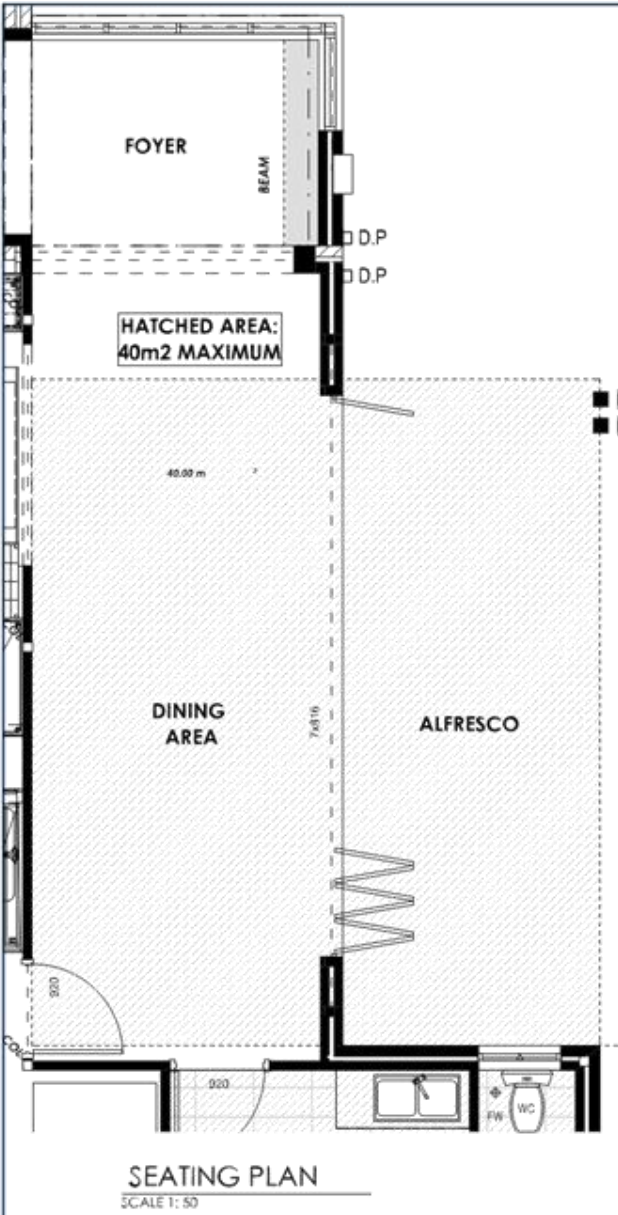 FOYER
BEAM
D.P
D.P
HATCHED AREA:
40m2 MAXIMUM
40.00 m 2
DINING
AREA
7x816
ALFRESCO
920
920
FW
WC
SEATING PLAN
SCALE 1: 50